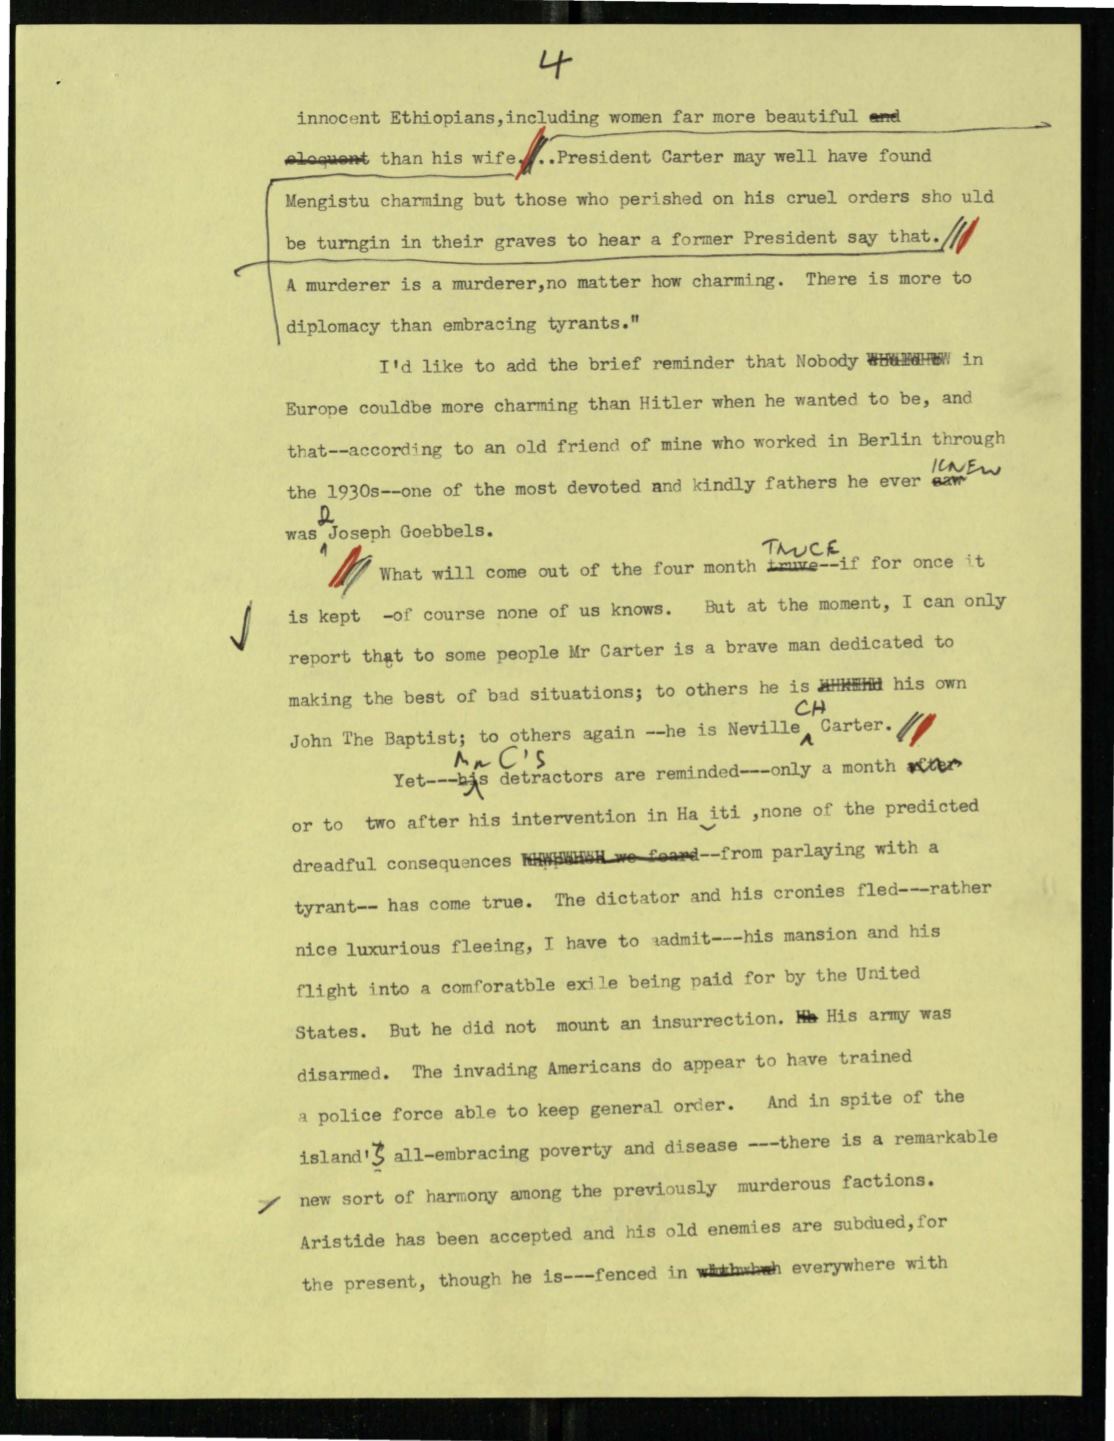 4
innocent Ethiopians,including women far more beautiful and
eloquent than his wife...President Carter may well have found
Mengistu charming but those who perished on his cruel orders sho uld
be turngin in their graves to hear a former President say that.
A murderer is a murderer,no matter how charming. There is more to
diplomacy than embracing tyrants."
I'd like to add the brief reminder that Nobody in
Europe couldbe more charming than Hitler when he wanted to be, and
that--according to an old friend of mine who worked in Berlin through
KNEW
the 1930s--one of the most devoted and kindly fathers he ever saw
was Joseph Goebbels.
TRUCE
What will come out of the four month truve--if for once it
is kept -of course none of us knows. But at the moment, I can only
report that to some people Mr Carter is a brave man dedicated to
making the best of bad situations; to others he is his own
CH
John The Baptist; to others again --he is Neville Carter.
Mr C'S
Yet---his detractors are reminded---only a month after
or to two after his intervention in Ha iti ,none of the predicted
dreadful consequences we feard--from parlaying with a
tyrant-- has come true. The dictator and his cronies fled---rather
nice luxurious fleeing, I have to aadmit---his mansion and his
flight into a comforatble exile being paid for by the United
States. But he did not mount an insurrection. Hh His army was
disarmed. The invading Americans do appear to have trained
a police force able to keep general order. And in spite of the
island's all-embracing poverty and disease ---there is a remarkable
new sort of harmony among the previously murderous factions.
Aristide has been accepted and his old enemies are subdued,for
the present, though he is---fenced in everywhere with